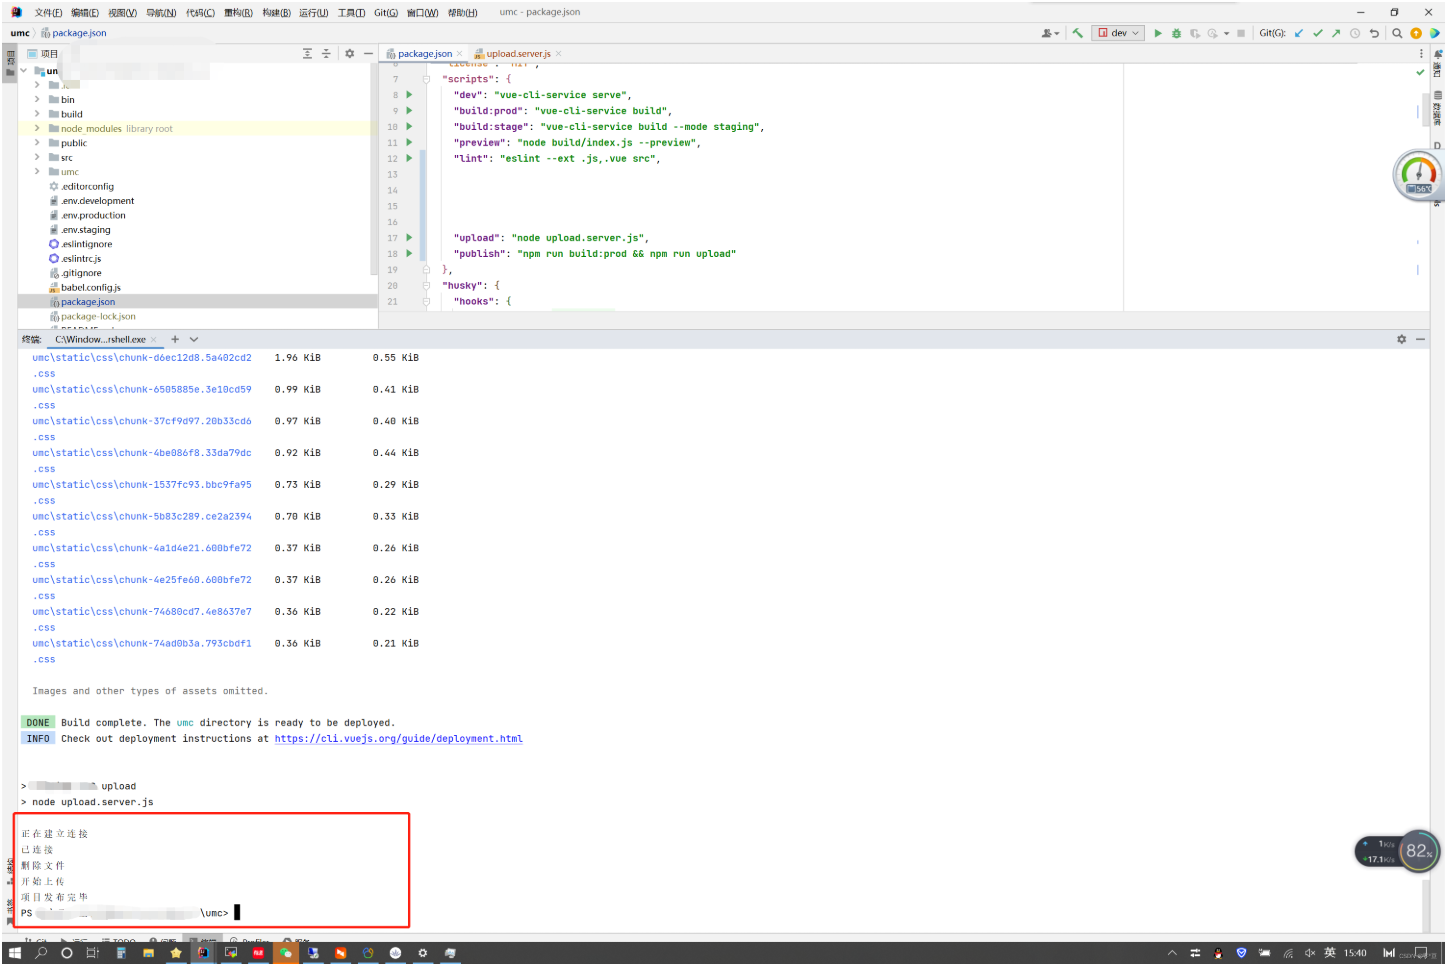 文件(F) 编辑(E) 视图(V) 导航(N) 代码(C) 重构(R) 构建(B) 运行(U) 工具(T) Git(G) 窗口(W) 帮助(H) umc - package.json
umc package.json
dev
Git(G):
项目
package.json
upload.server.js
un
bin
build
node_modules library root
public
src
umc
.editorconfig
.env.development
.env.production
.env.staging
.eslintignore
.eslintrc.js
.gitignore
babel.config.js
package.json
package-lock.json
7 "scripts": {
8 "dev": "vue-cli-service serve",
9 "build:prod": "vue-cli-service build",
10 "build:stage": "vue-cli-service build --mode staging",
11 "preview": "node build/index.js --preview",
12 "lint": "eslint --ext .js,.vue src",
13
14
15
16
17 "upload": "node upload.server.js",
18 "publish": "npm run build:prod && npm run upload"
19 },
20 "husky": {
21 "hooks": {
通知
数据库
56%
终端: C:\Window...rshell.exe
umc\static\css\chunk-d6ec12d8.5a402cd2 1.96 KiB 0.55 KiB
.css
umc\static\css\chunk-6505885e.3e10cd59 0.99 KiB 0.41 KiB
.css
umc\static\css\chunk-37cf9d97.20b33cd6 0.97 KiB 0.40 KiB
.css
umc\static\css\chunk-4be086f8.33da79dc 0.92 KiB 0.44 KiB
.css
umc\static\css\chunk-1537fc93.bbc9fa95 0.73 KiB 0.29 KiB
.css
umc\static\css\chunk-5b83c289.ce2a2394 0.70 KiB 0.33 KiB
.css
umc\static\css\chunk-4a1d4e21.600bfe72 0.37 KiB 0.26 KiB
.css
umc\static\css\chunk-4e25fe60.600bfe72 0.37 KiB 0.26 KiB
.css
umc\static\css\chunk-74680cd7.4e8637e7 0.36 KiB 0.22 KiB
.css
umc\static\css\chunk-74ad0b3a.793cbdf1 0.36 KiB 0.21 KiB
.css
Images and other types of assets omitted.
DONE Build complete. The umc directory is ready to be deployed.
INFO Check out deployment instructions at https://cli.vuejs.org/guide/deployment.html
> upload
> node upload.server.js
正在建立连接
已连接
删除文件
开始上传
项目发布完毕
PS \umc>
1K/s
17.1K/s
82%
英 15:40